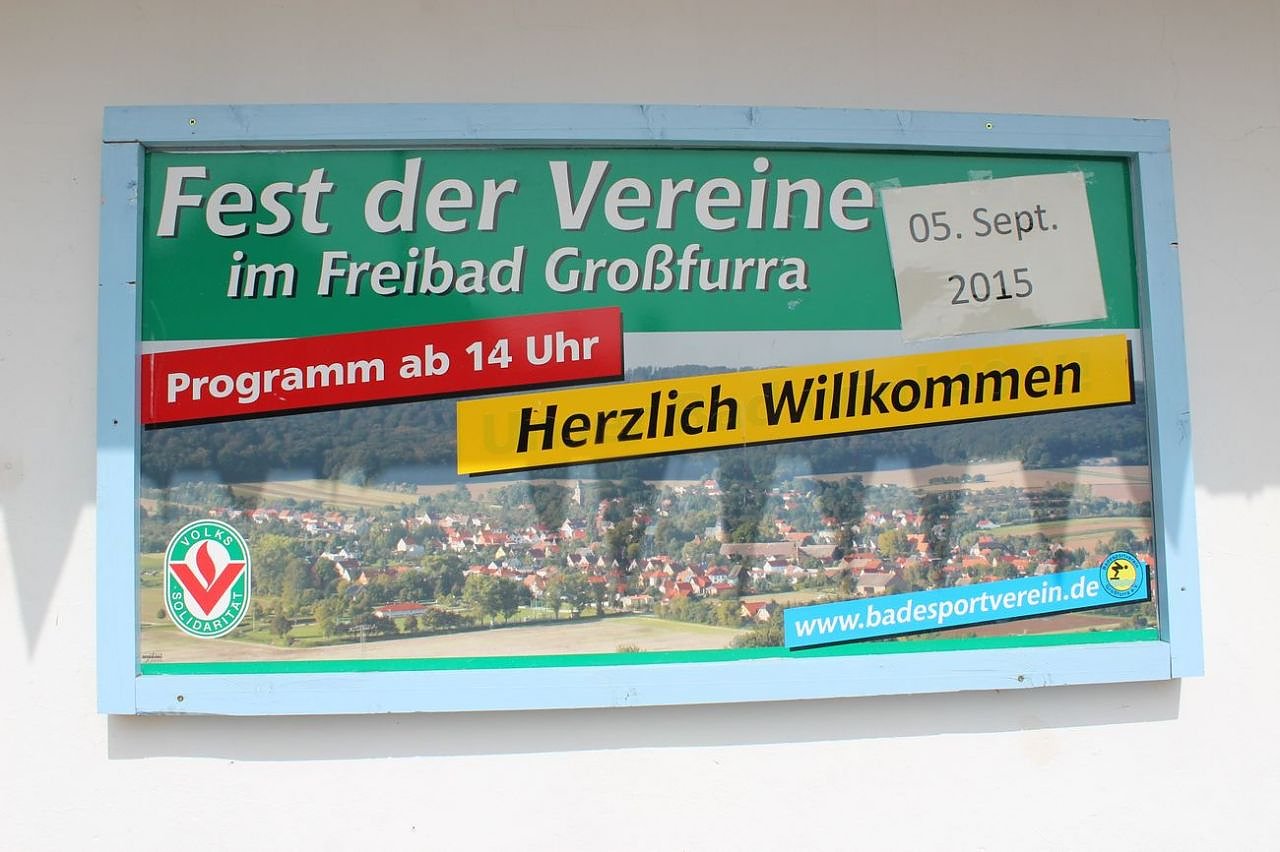 Fest der Vereine
im Freibad Großfurra
05. Sept.
2015
Programm ab 14 Uhr
Herzlich Willkommen
VOLKS
SOLIDARITÄT
www.badesportverein.de